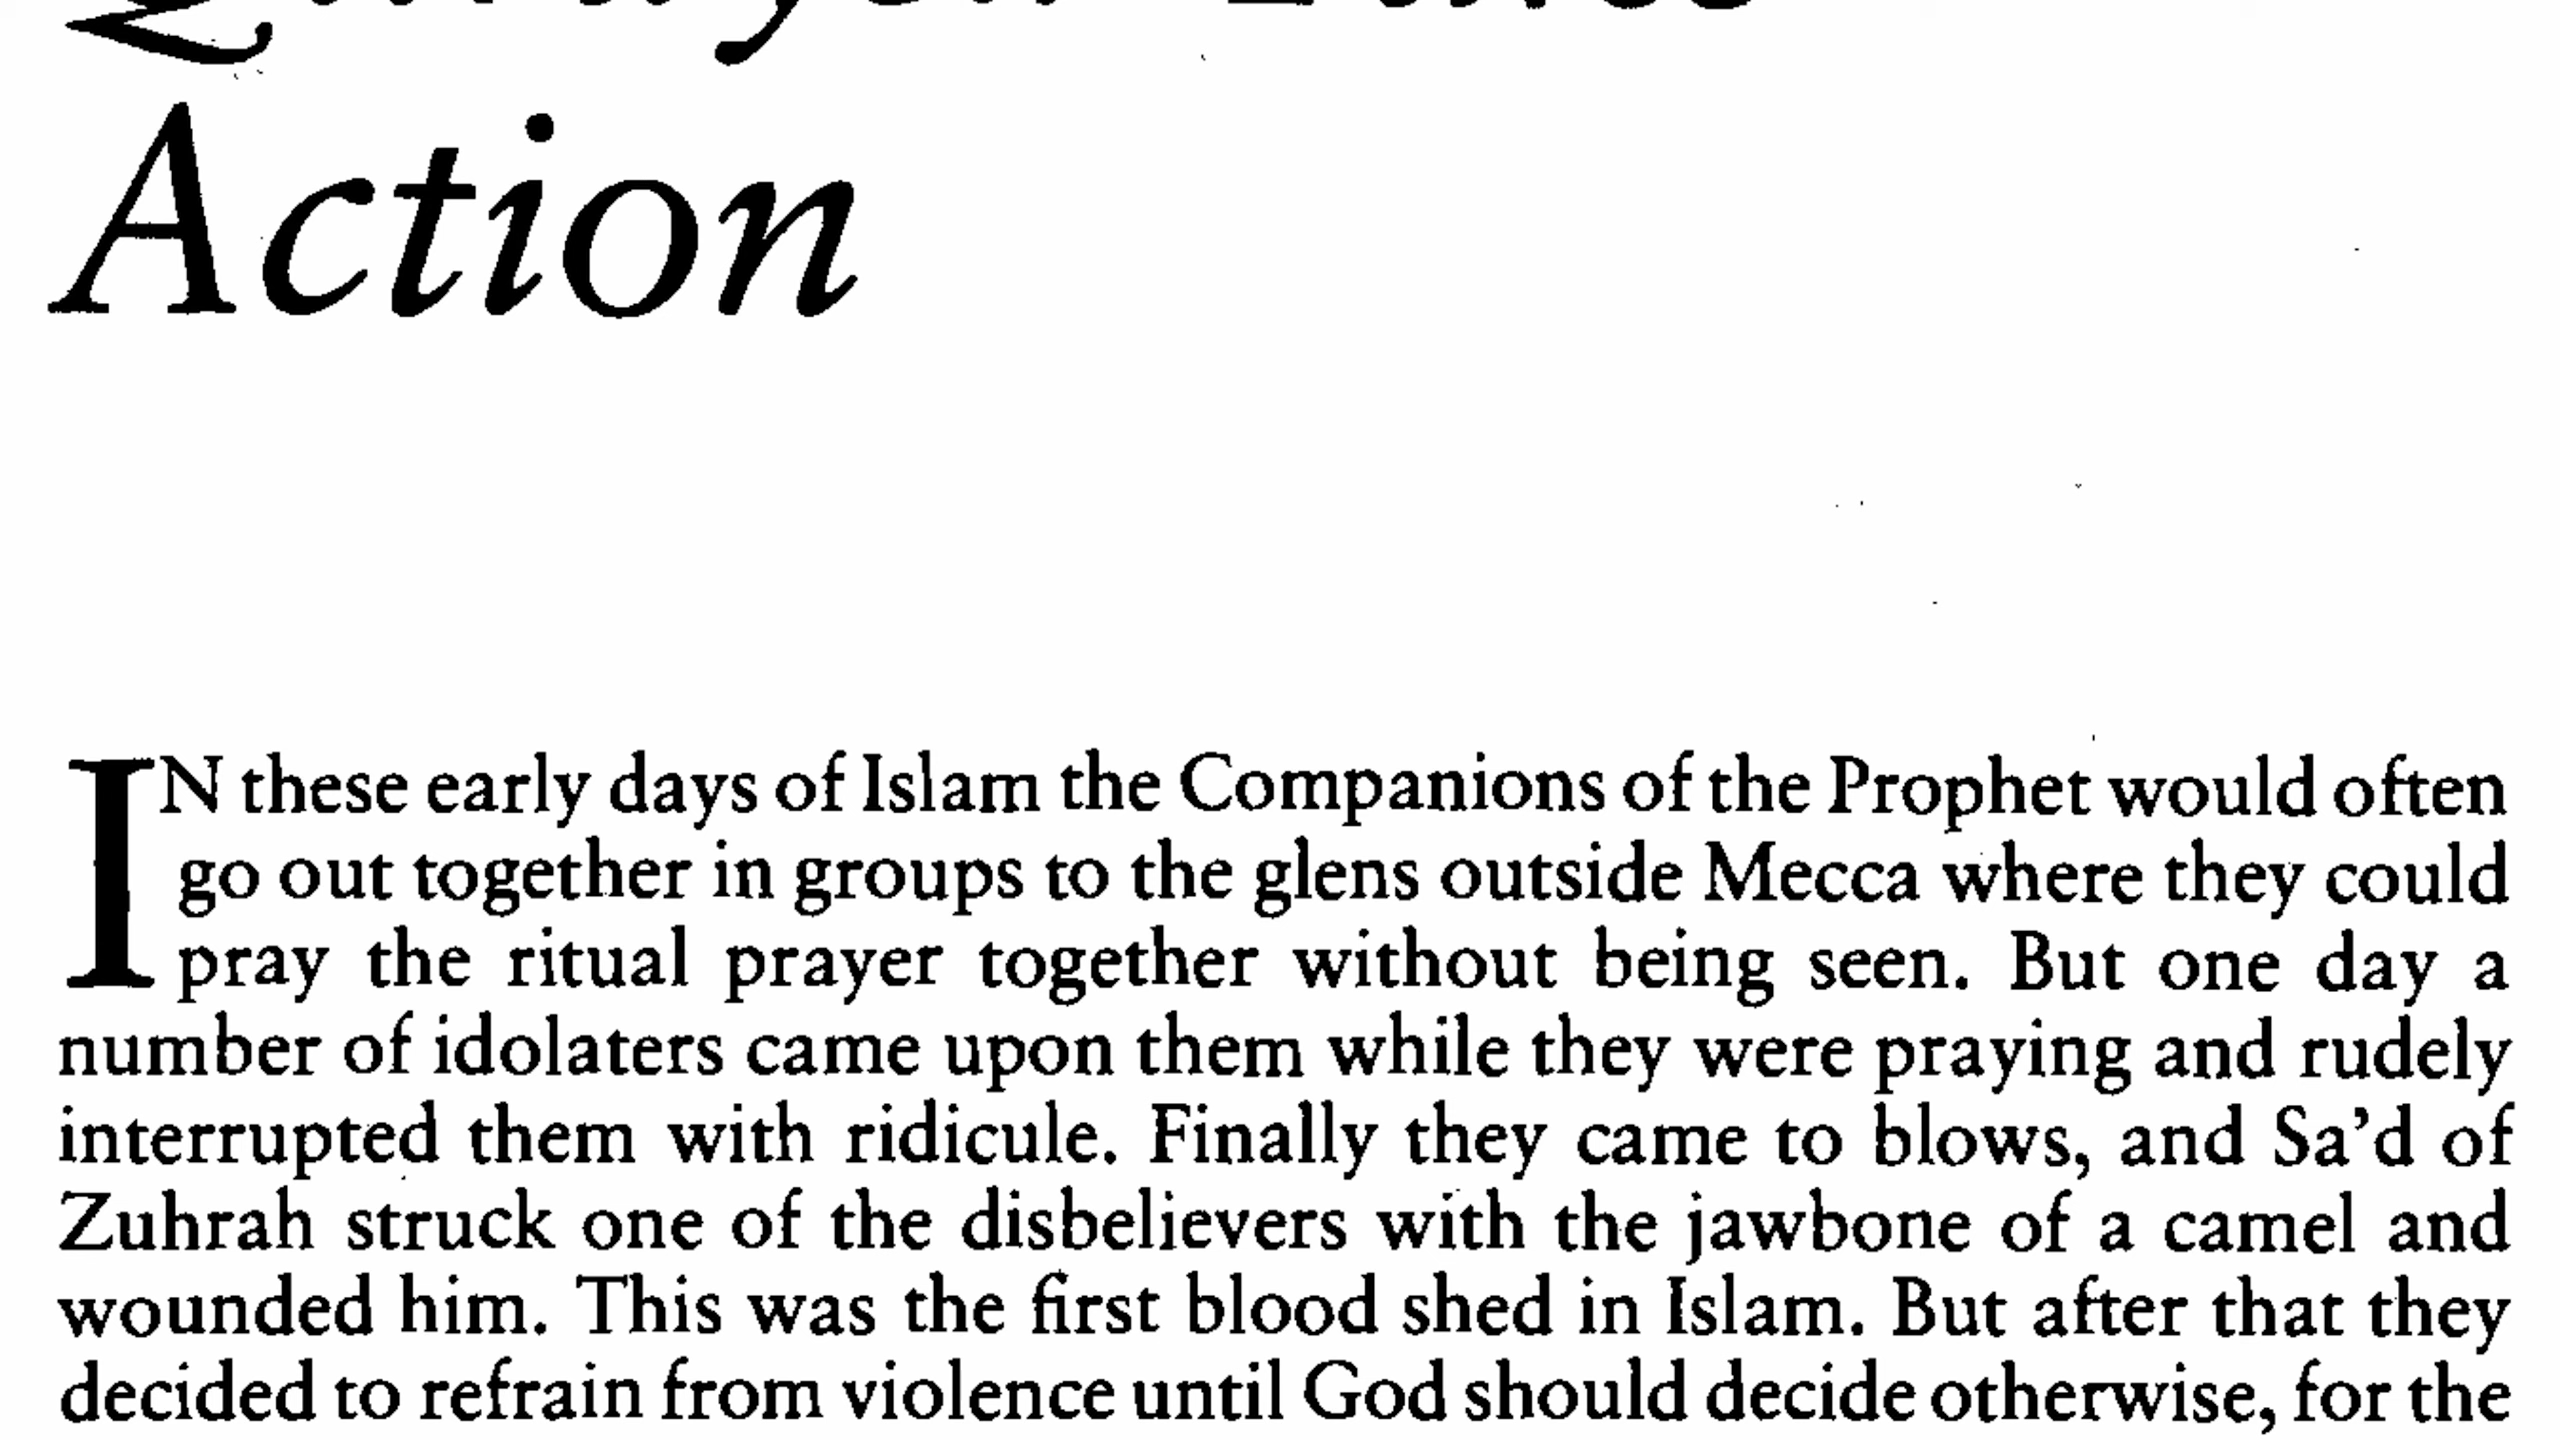 Action
IN these early days of Islam the Companions of the Prophet would often
go out together in groups to the glens outside Mecca where they could
pray the ritual prayer together without being seen. But one day a
number of idolaters came upon them while they were praying and rudely
interrupted them with ridicule. Finally they came to blows, and Sa’d of
Zuhrah struck one of the disbelievers with the jawbone of a camel and
wounded him. This was the first blood shed in Islam. But after that they
decided to refrain from violence until God should decide otherwise, for the